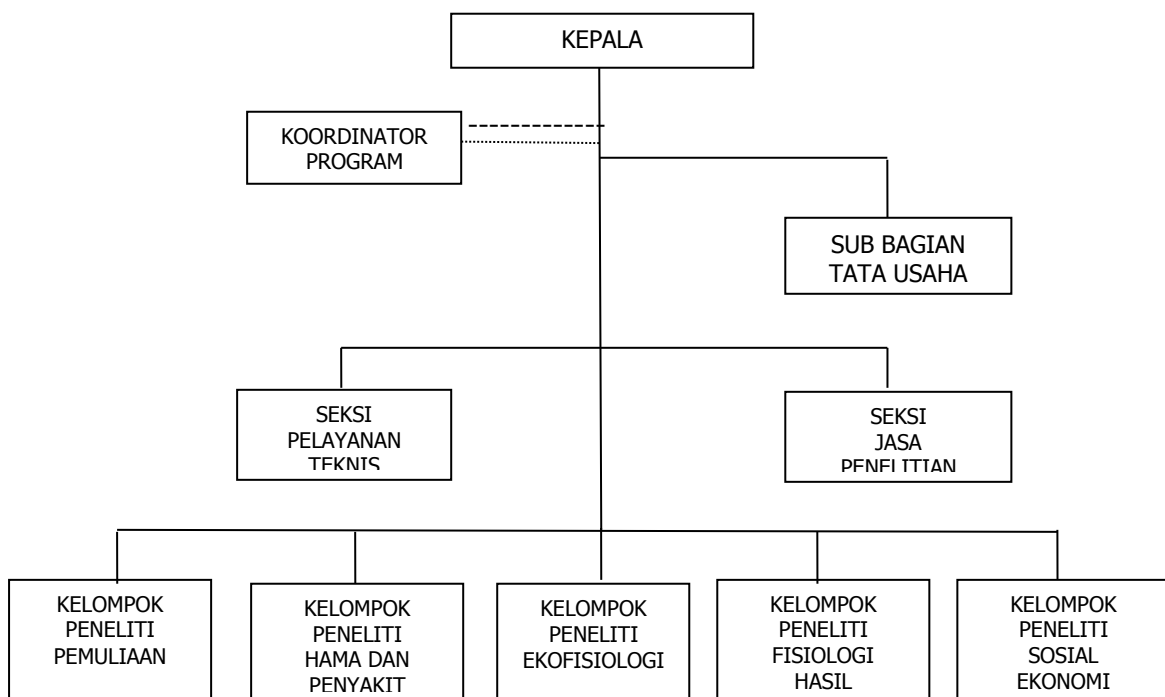 KEPALA
KOORDINATOR
PROGRAM
SUB BAGIAN
TATA USAHA
SEKSI
PELAYANAN
TEKNIS
SEKSI
JASA
PENELITIAN
KELOMPOK
PENELITI
PEMULIAAN
KELOMPOK
PENELITI
HAMA DAN
PENYAKIT
KELOMPOK
PENELITI
EKOFISIOLOGI
KELOMPOK
PENELITI
FISIOLOGI
HASIL
KELOMPOK
PENELITI
SOSIAL
EKONOMI